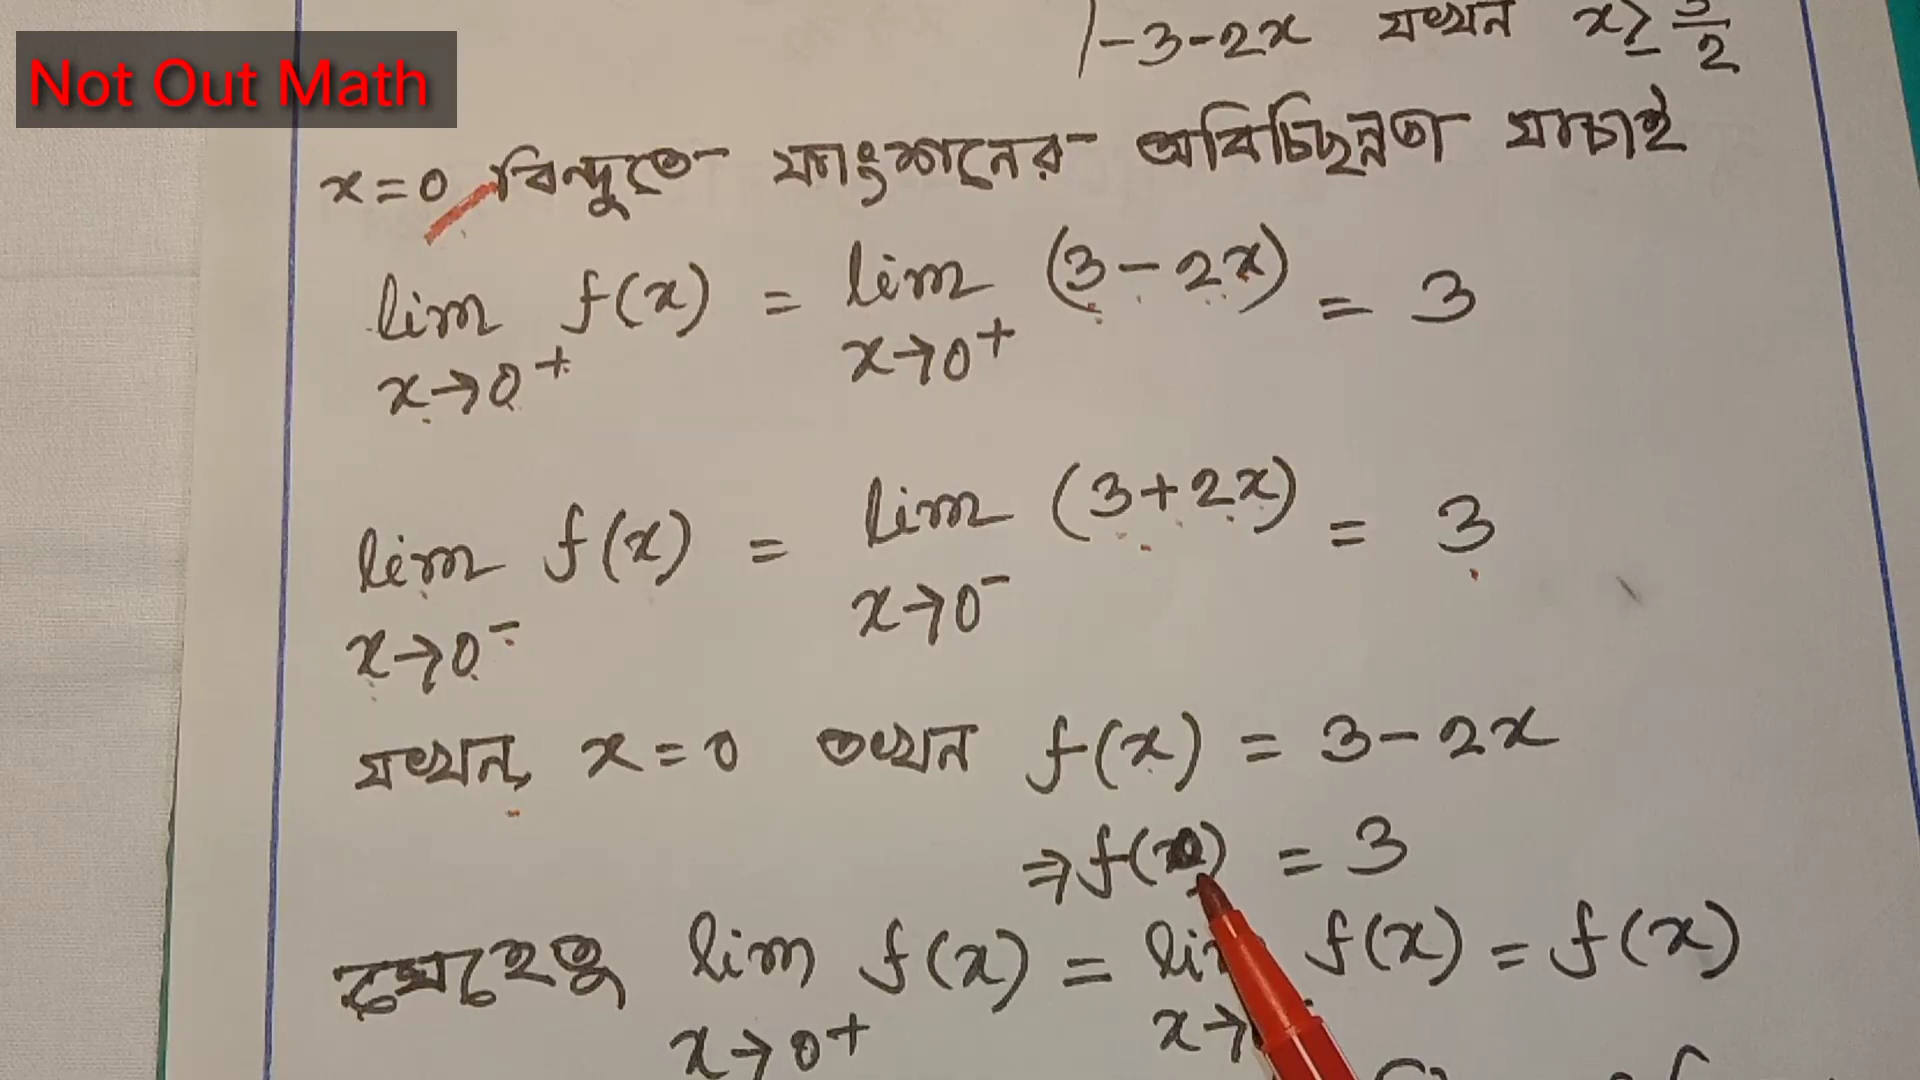 -3-2x যখন x ≥ 3/2
Not Out Math
x=0 বিন্দুতে ফাংশনের অবিচ্ছিন্নতা যাচাই
lim f(x) = lim (3-2x) = 3
x→0⁺ x→0⁺
lim f(x) = lim (3+2x) = 3
x→0⁻ x→0⁻
যখন, x=0 তখন f(x) = 3-2x
⇒f(0) = 3
যেহেতু lim f(x) = lim f(x) = f(x)
x→0⁺ x→